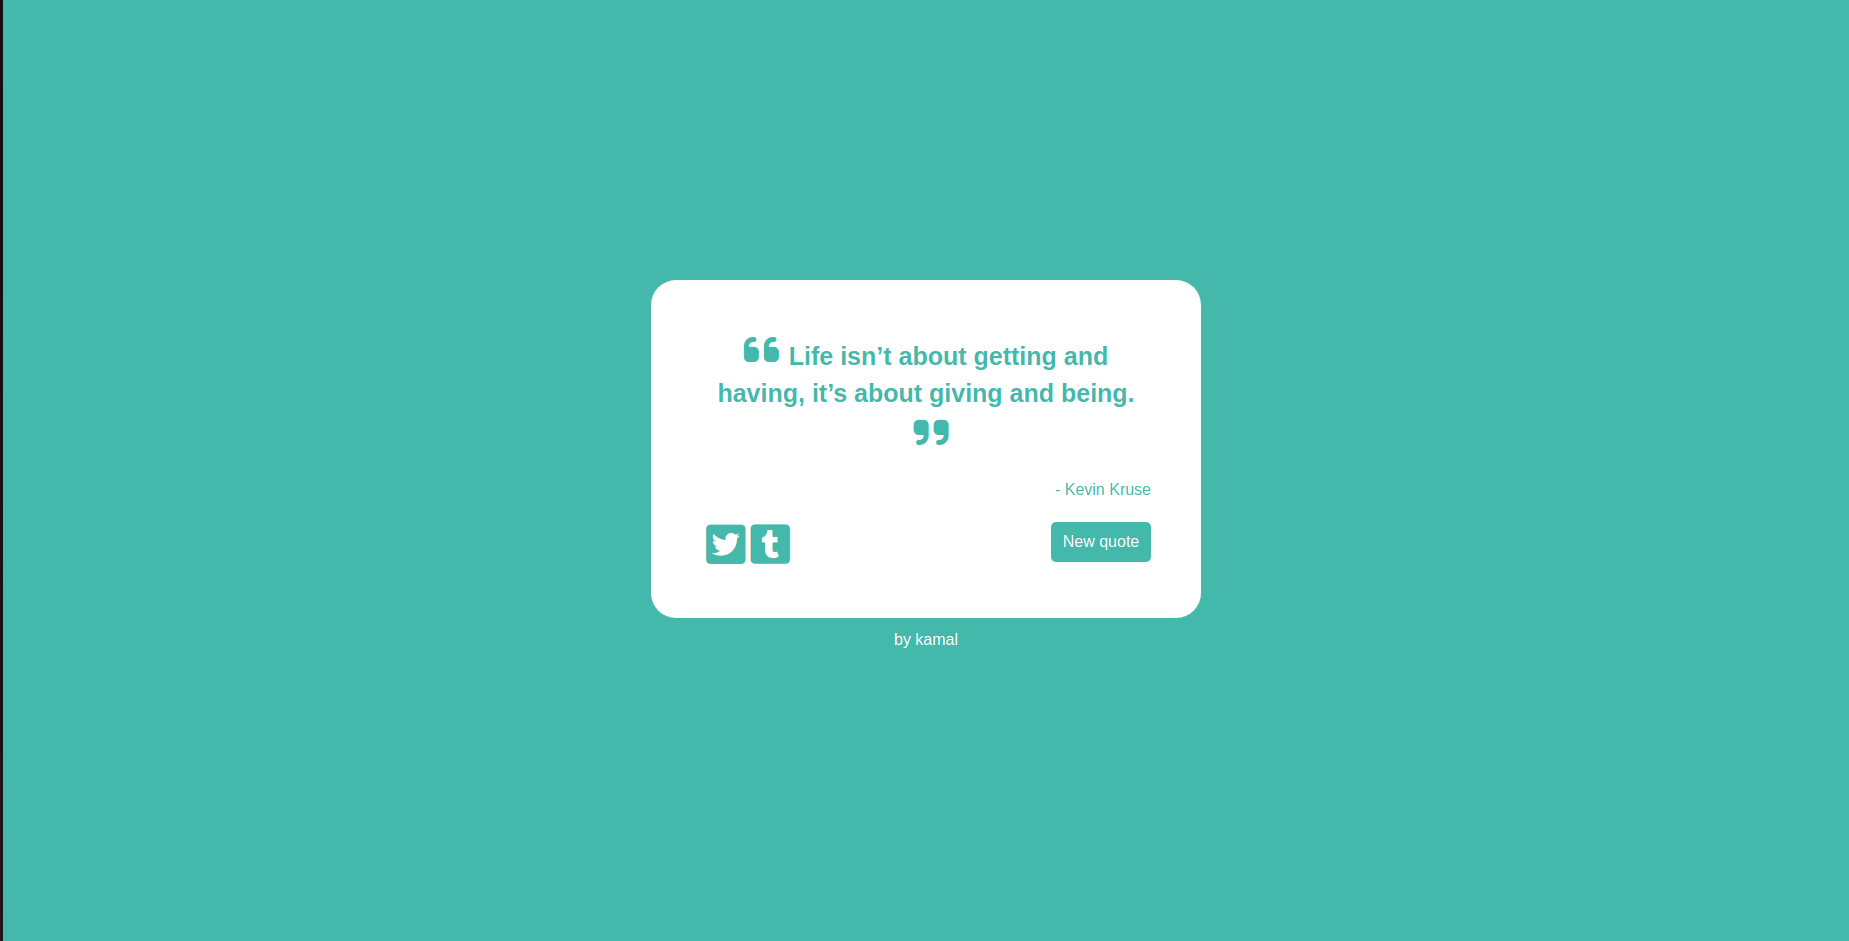 “ Life isn’t about getting and
having, it’s about giving and being.
”
- Kevin Kruse
New quote
by kamal